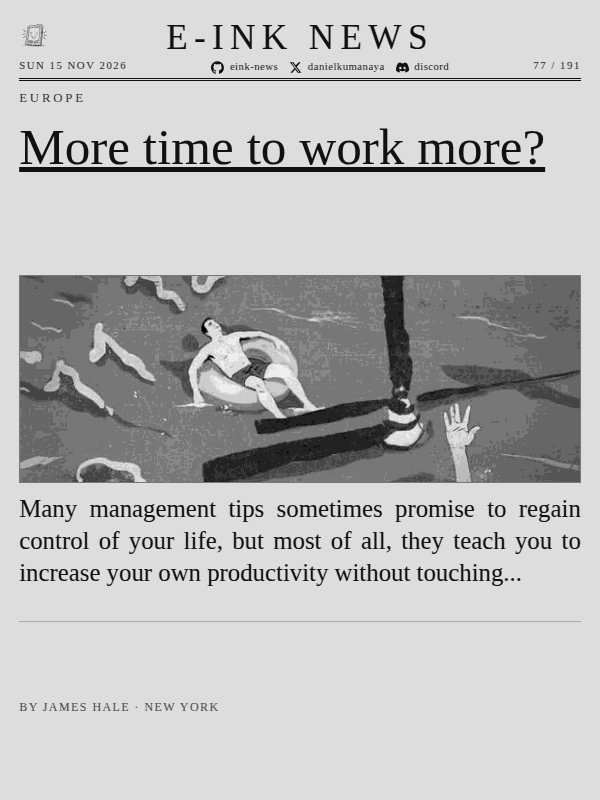 E-INK NEWS
SUN 15 NOV 2026
eink-news
danielkumanaya
discord
77 / 191
EUROPE
More time to work more?
Many management tips sometimes promise to regain
control of your life, but most of all, they teach you to
increase your own productivity without touching...
BY JAMES HALE · NEW YORK